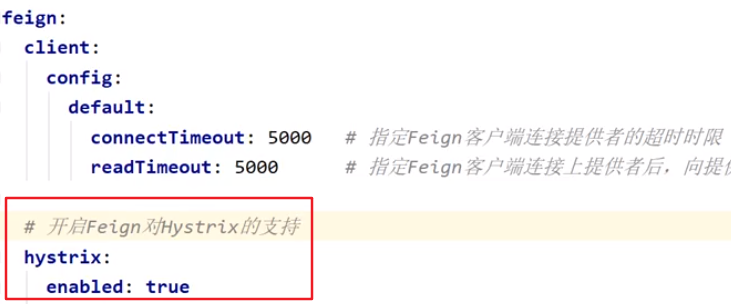 feign:
client:
config:
default:
connectTimeout: 5000 # 指定Feign客户端连接提供者的超时时限
readTimeout: 5000 # 指定Feign客户端连接上提供者后，向提供
# 开启Feign对Hystrix的支持
hystrix:
enabled: true